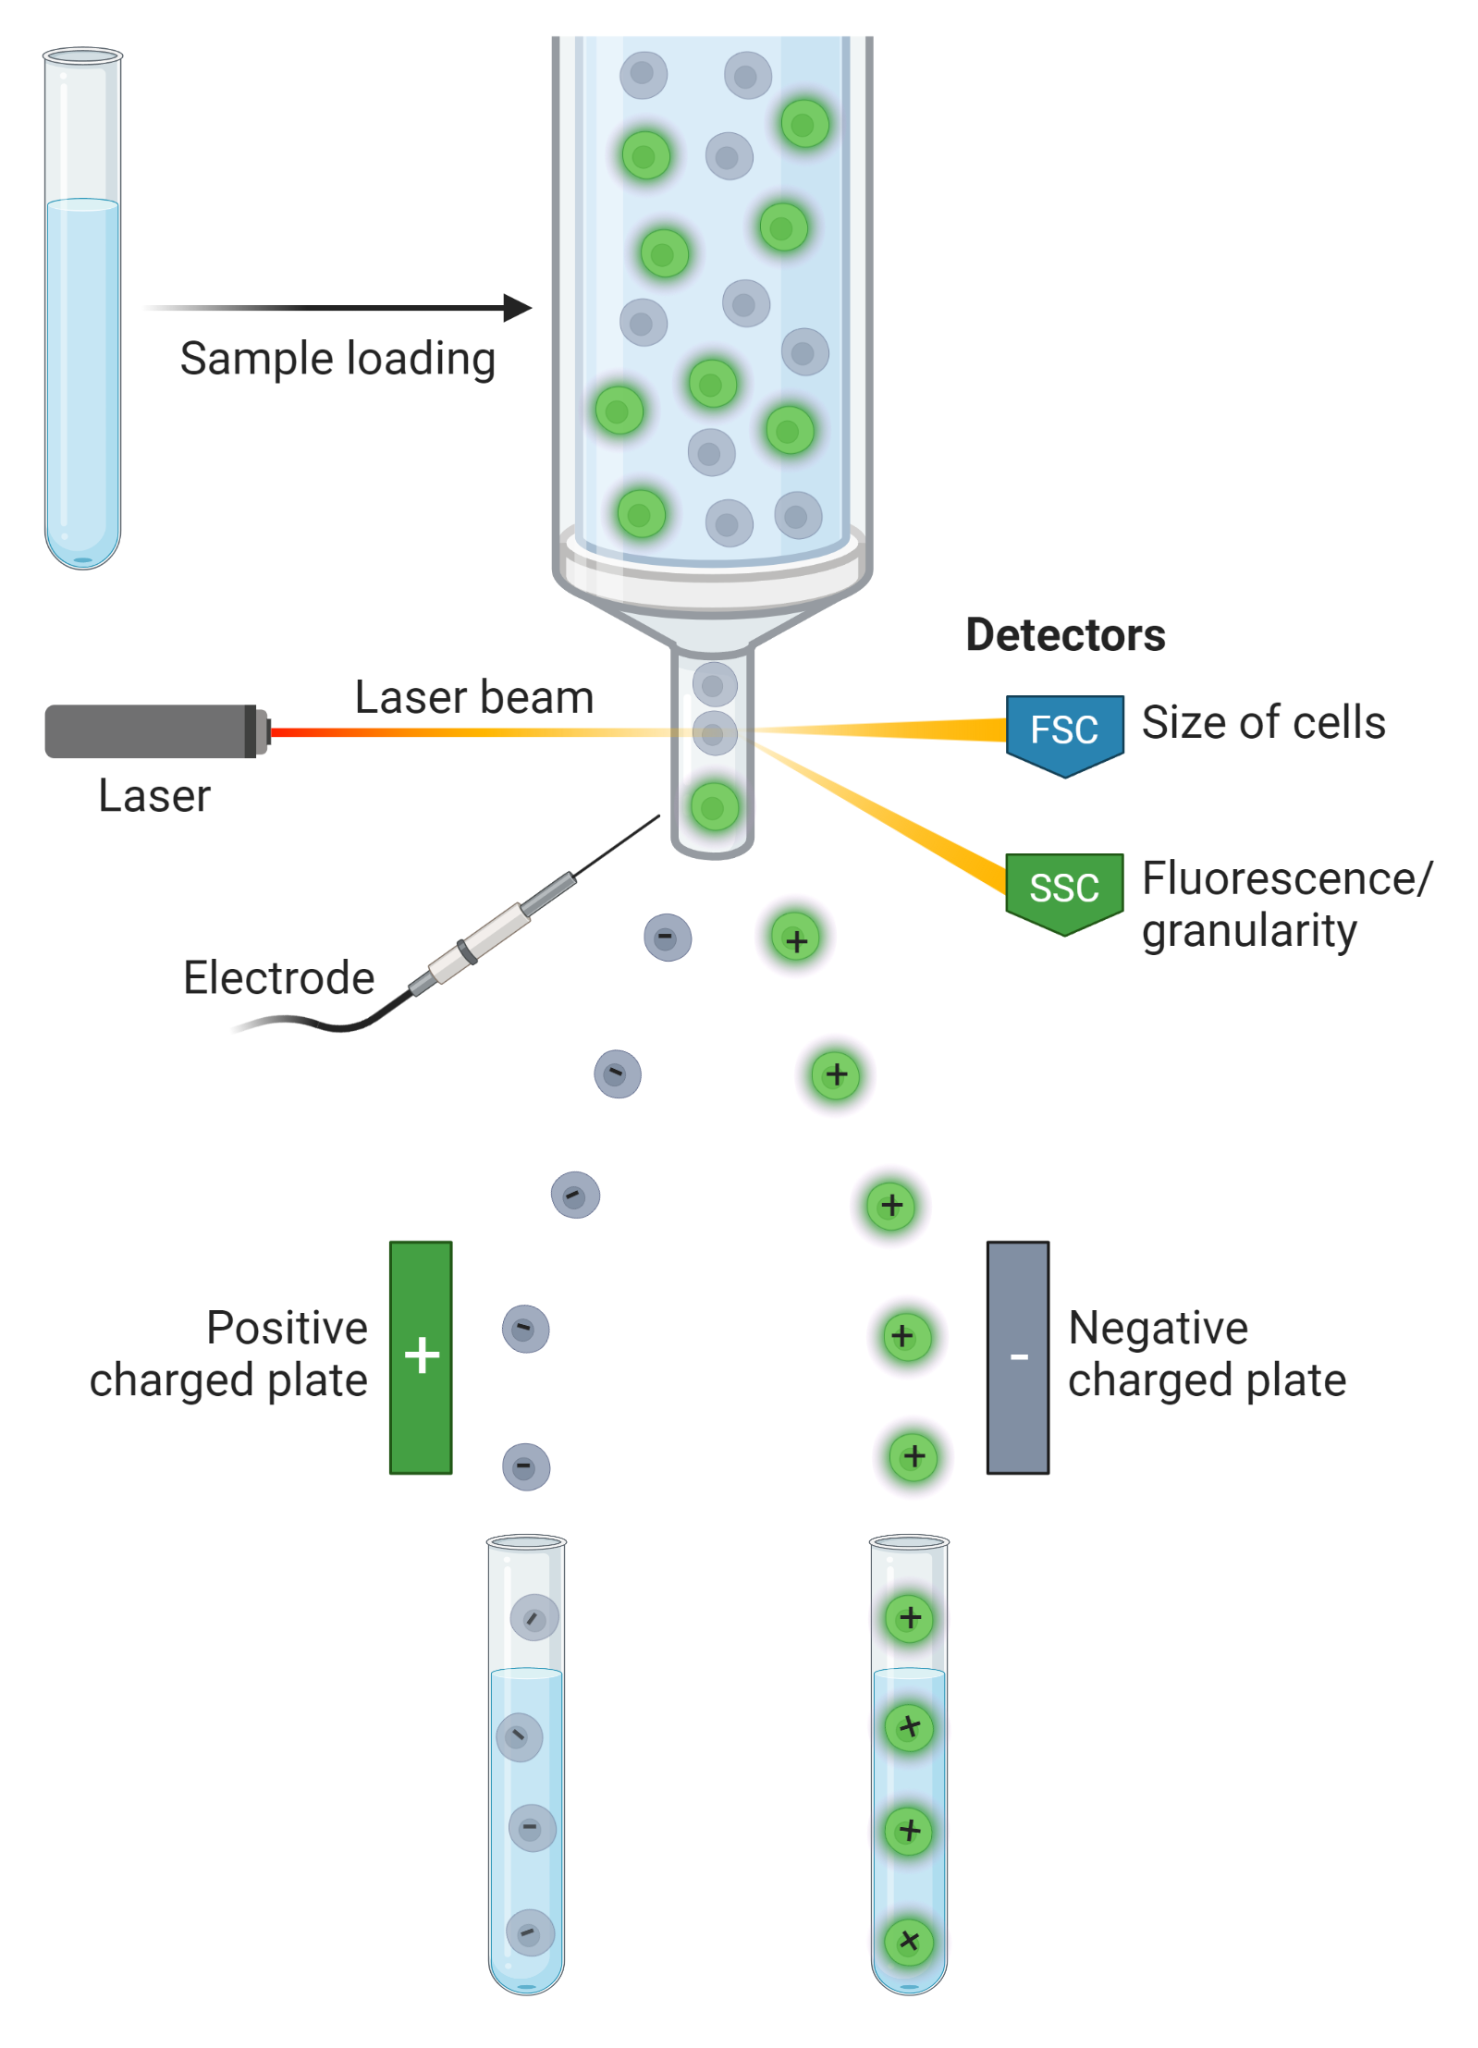 Sample loading
Detectors
Laser beam
FSC
Size of cells
Laser
SSC
Fluorescence/
granularity
Electrode
-
+
-
+
-
+
Positive
charged plate
+
-
+
-
Negative
charged plate
-
+
-
+
-
+
-
+
-
+